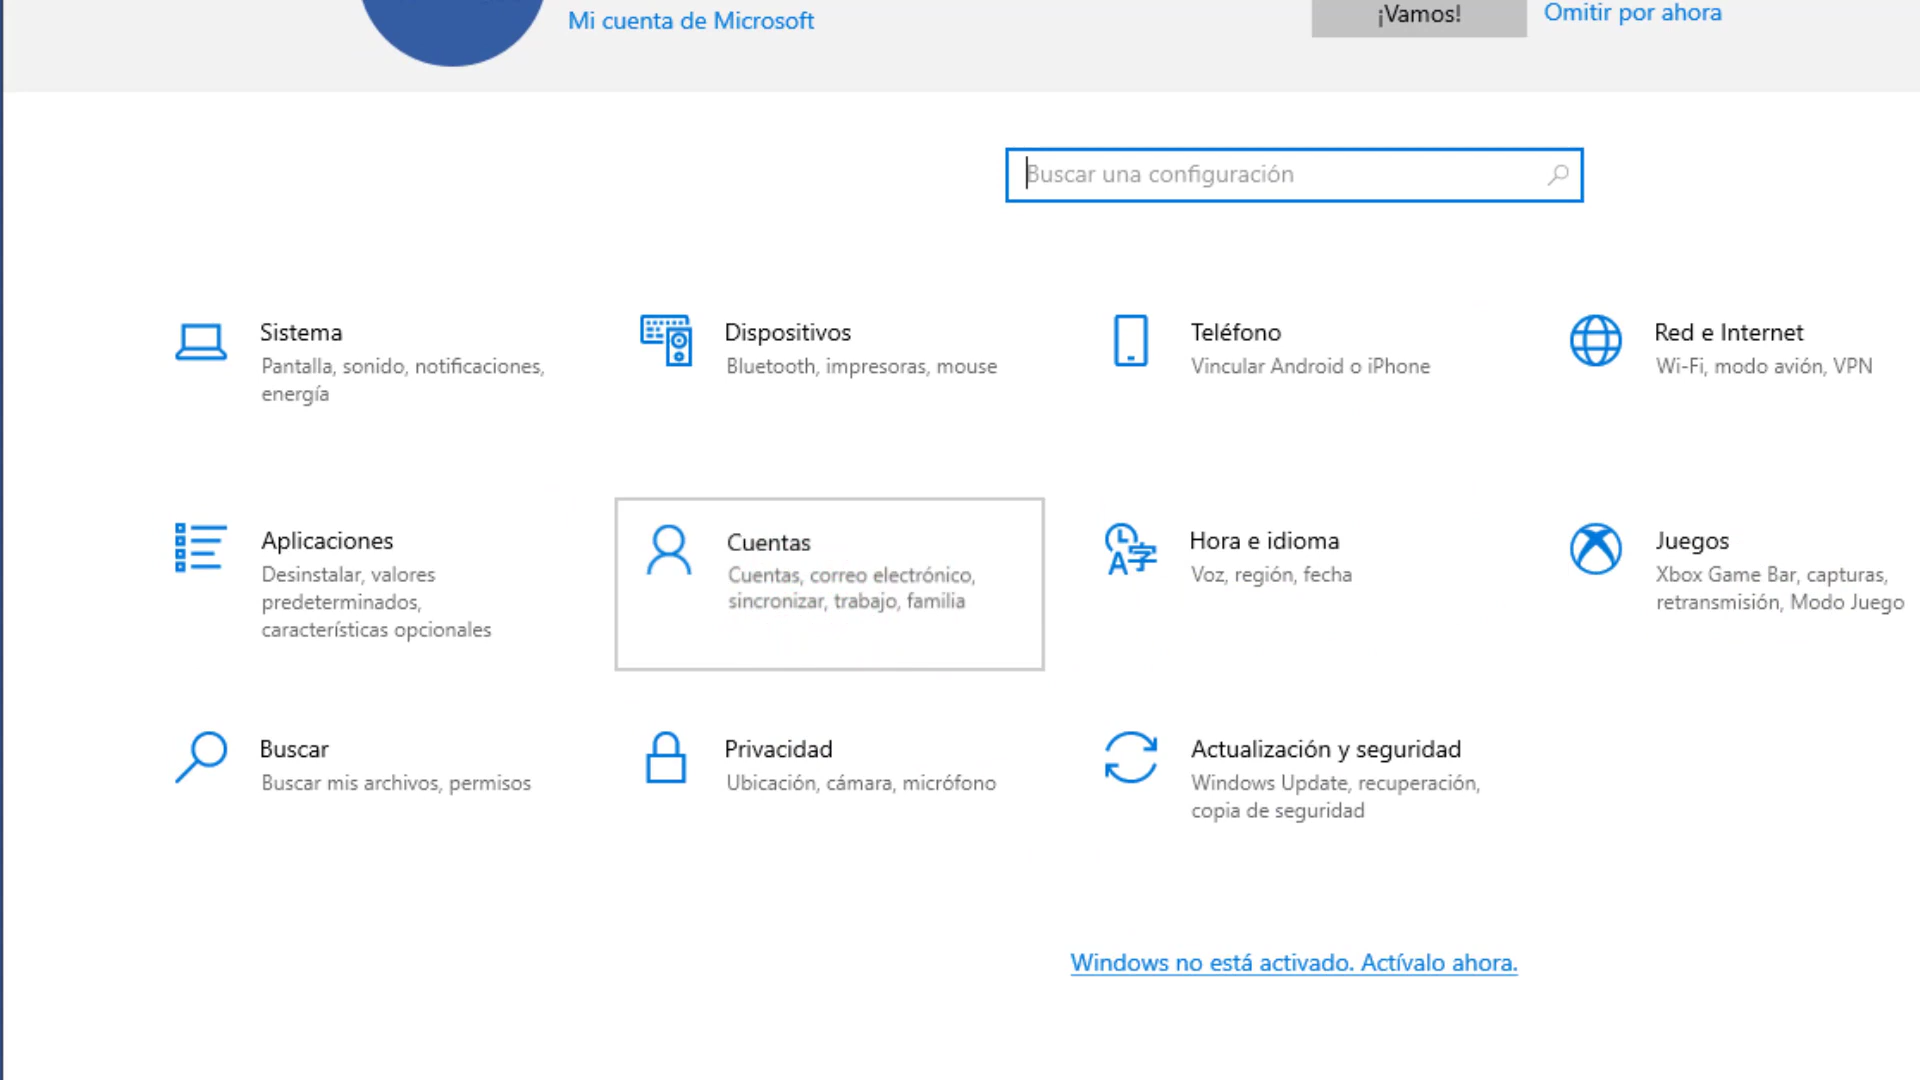 Mi cuenta de Microsoft
¡Vamos!
Omitir por ahora
Buscar una configuración
Sistema
Pantalla, sonido, notificaciones,
energía
Dispositivos
Bluetooth, impresoras, mouse
Teléfono
Vincular Android o iPhone
Red e Internet
Wi-Fi, modo avión, VPN
Aplicaciones
Desinstalar, valores
predeterminados,
características opcionales
Cuentas
Cuentas, correo electrónico,
sincronizar, trabajo, familia
Hora e idioma
Voz, región, fecha
Juegos
Xbox Game Bar, capturas,
retransmisión, Modo Juego
Buscar
Buscar mis archivos, permisos
Privacidad
Ubicación, cámara, micrófono
Actualización y seguridad
Windows Update, recuperación,
copia de seguridad
Windows no está activado. Actívalo ahora.